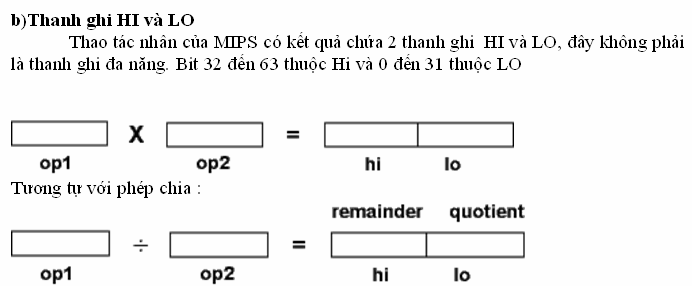 b)Thanh ghi HI và LO
Thao tác nhân của MIPS có kết quả chứa 2 thanh ghi HI và LO, đây không phải
là thanh ghi đa năng. Bit 32 đến 63 thuộc Hi và 0 đến 31 thuộc LO
X =
op1 op2 hi lo
Tương tự với phép chia :
remainder quotient
÷ =
op1 op2 hi lo